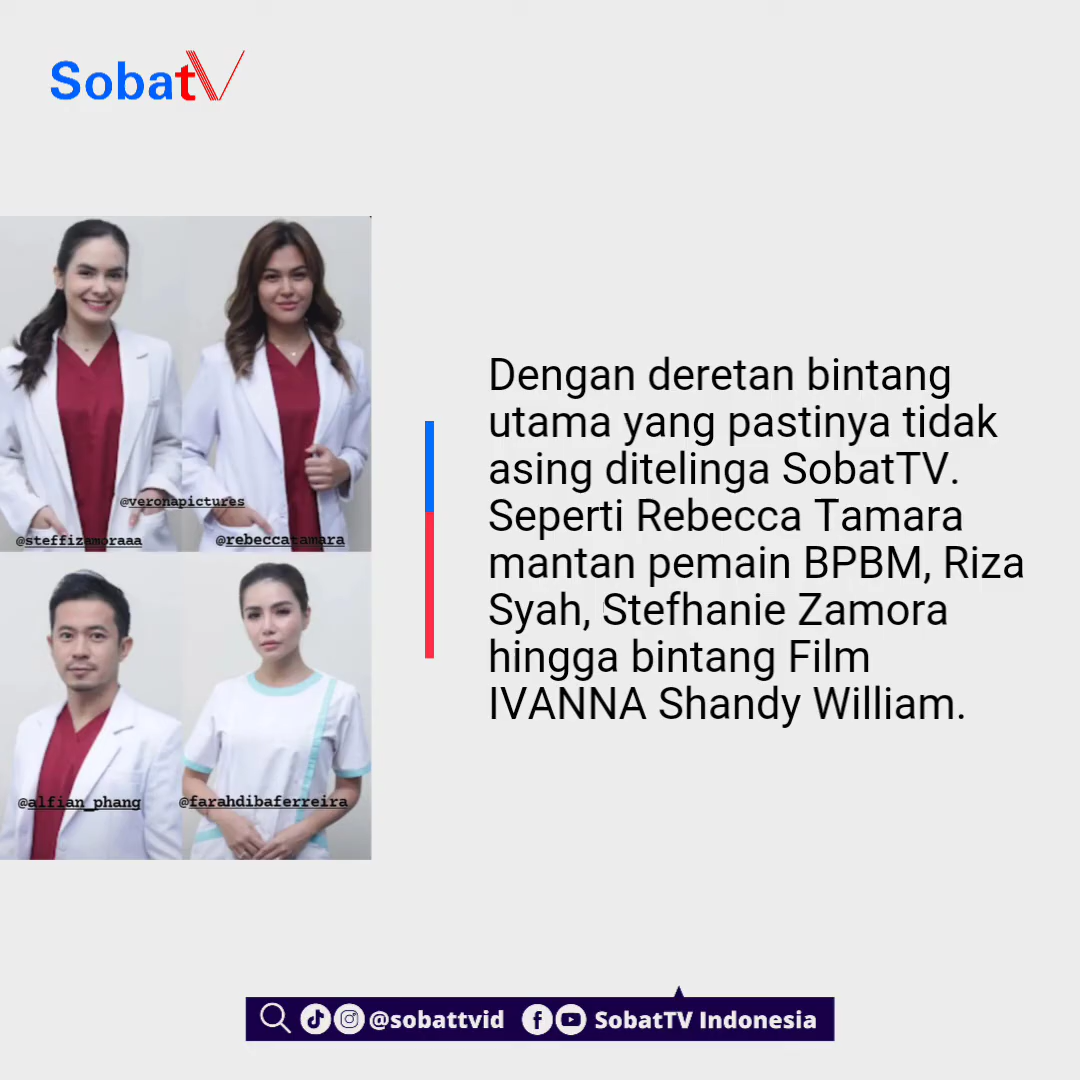 SobatTV
@veronapictures
@steffizamoraaa
@rebeccatamara
@alfian_phang
@farahdibaferreira
Dengan deretan bintang
utama yang pastinya tidak
asing ditelinga SobatTV.
Seperti Rebecca Tamara
mantan pemain BPBM, Riza
Syah, Stefhanie Zamora
hingga bintang Film
IVANNA Shandy William.
@sobattvid
SobatTV Indonesia